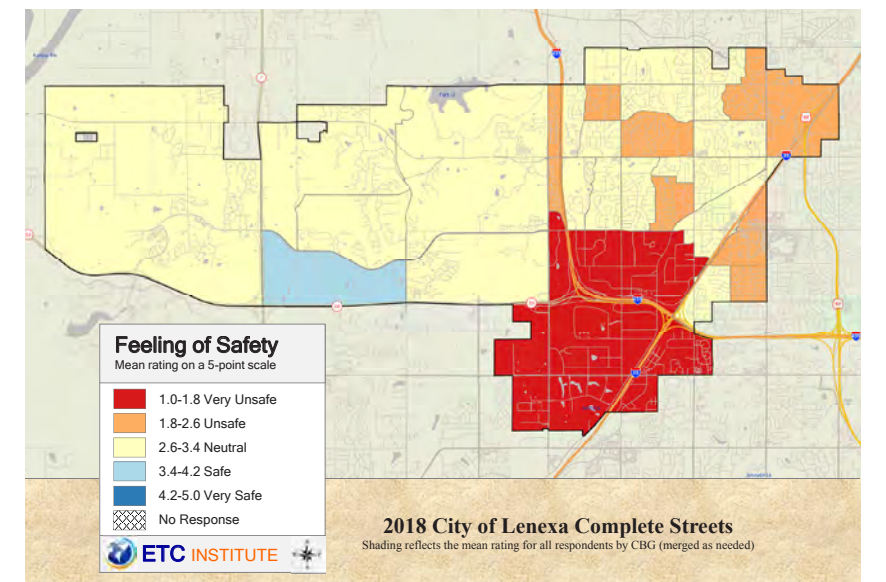 Feeling of Safety
Mean rating on a 5-point scale
1.0-1.8 Very Unsafe
1.8-2.6 Unsafe
2.6-3.4 Neutral
3.4-4.2 Safe
4.2-5.0 Very Safe
No Response
ETC INSTITUTE
2018 City of Lenexa Complete Streets
Shading reflects the mean rating for all respondents by CBG (merged as needed)